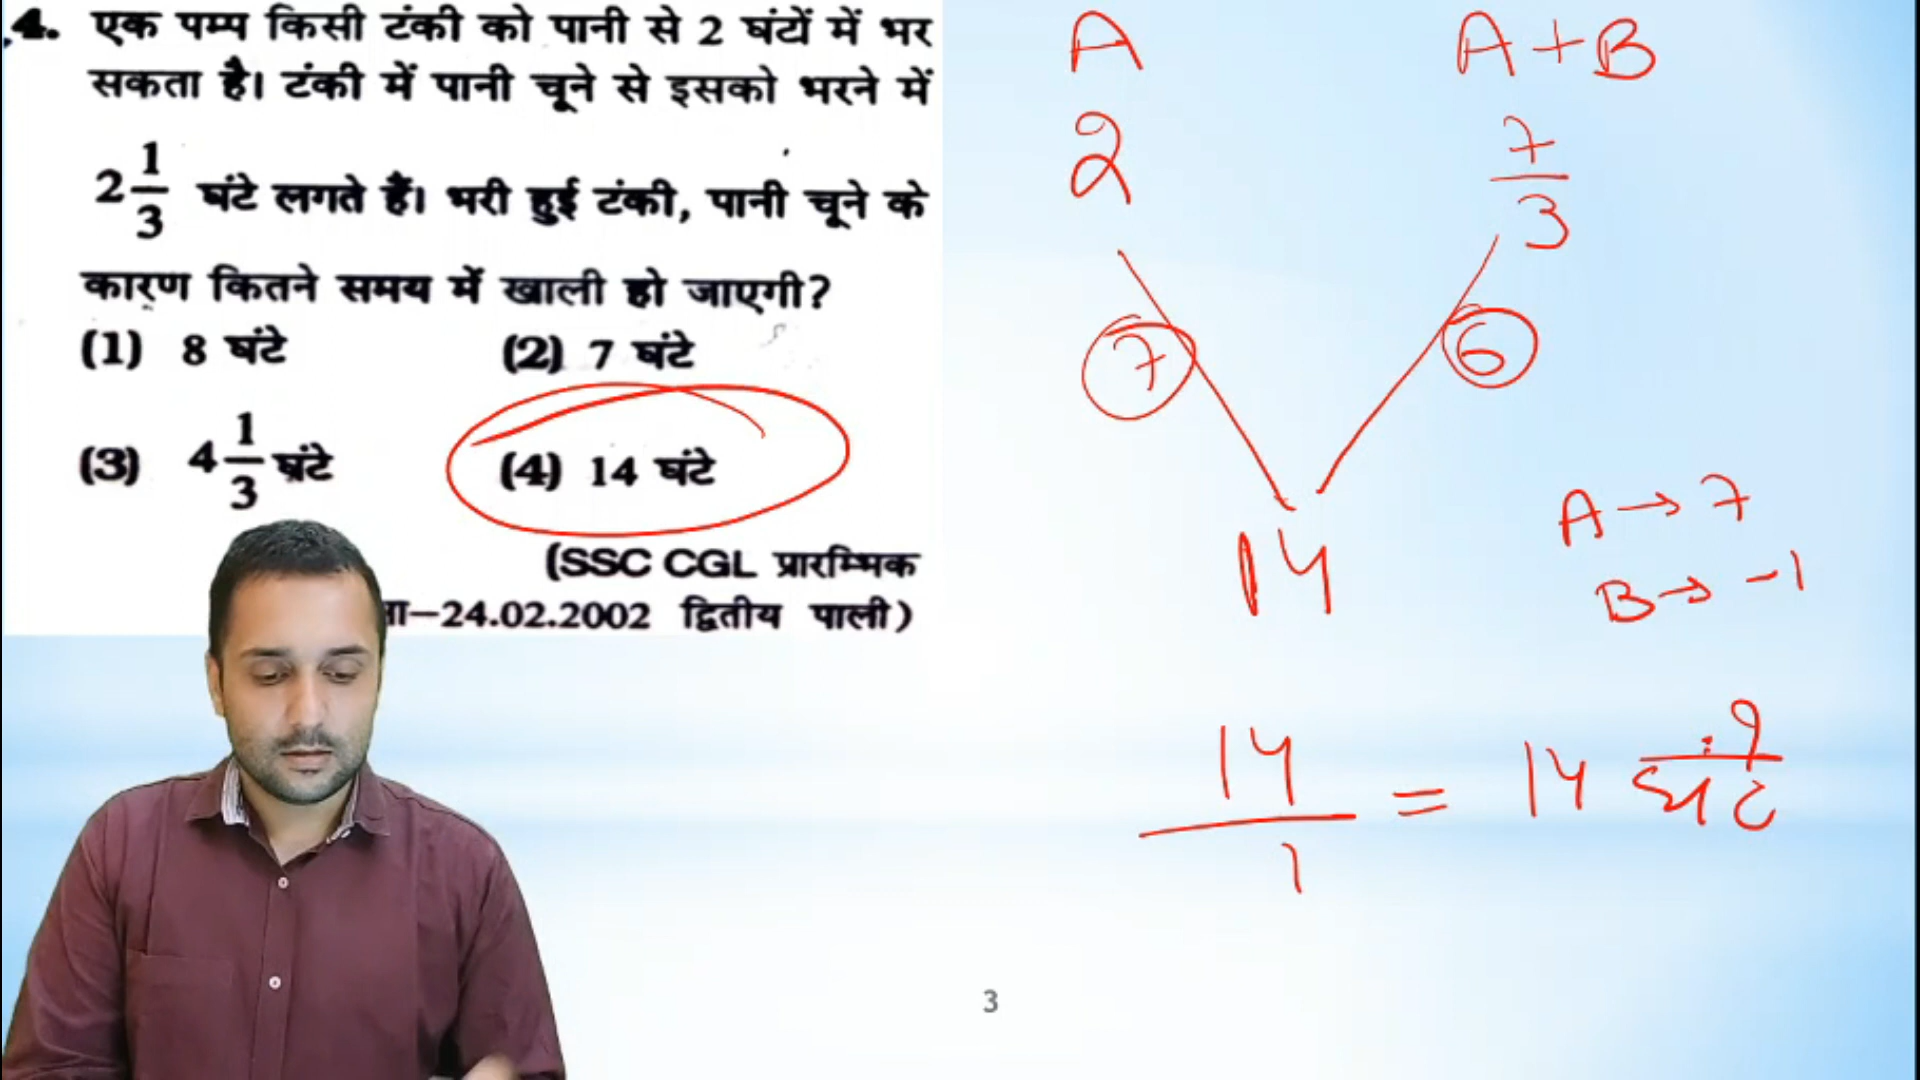 4. एक पम्प किसी टंकी को पानी से 2 घंटों में भर
सकता है। टंकी में पानी चूने से इसको भरने में
2 1/3 घंटे लगते हैं। भरी हुई टंकी, पानी चूने के
कारण कितने समय में खाली हो जाएगी?
(1) 8 घंटे (2) 7 घंटे
(3) 4 1/3 घंटे (4) 14 घंटे
(SSC CGL प्रारम्भिक
–24.02.2002 द्वितीय पाली)
A A+B
2 7/3
7 6
14
A → 7
B → -1
14/1 = 14 घंटे
3